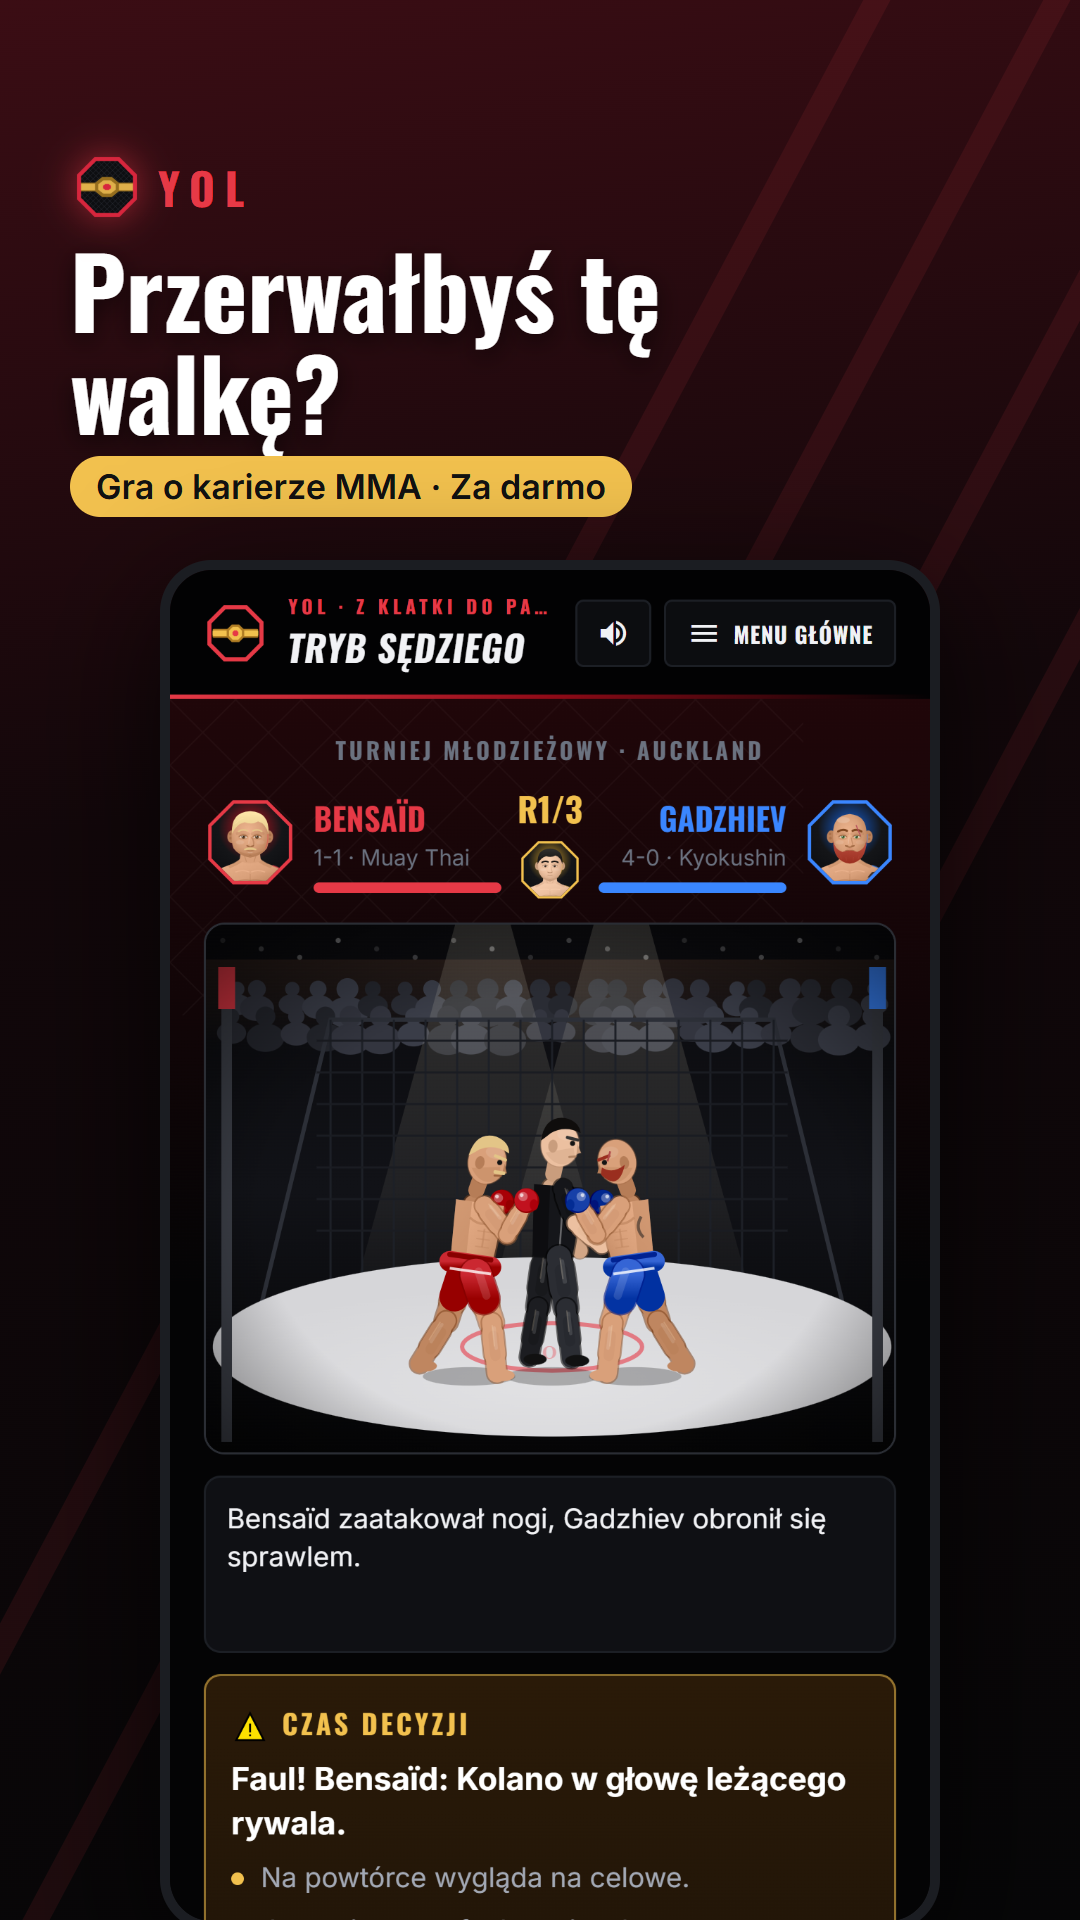 YOL
Przerwałbyś tę
walkę?
Gra o karierze MMA · Za darmo
YOL · Z KLATKI DO PA…
TRYB SĘDZIEGO
MENU GŁÓWNE
TURNIEJ MŁODZIEŻOWY · AUCKLAND
BENSAÏD
R1/3
GADZHIEV
1-1 · Muay Thai
4-0 · Kyokushin
Bensaïd zaatakował nogi, Gadzhiev obronił się
sprawlem.
CZAS DECYZJI
Faul! Bensaïd: Kolano w głowę leżącego
rywala.
Na powtórce wygląda na celowe.